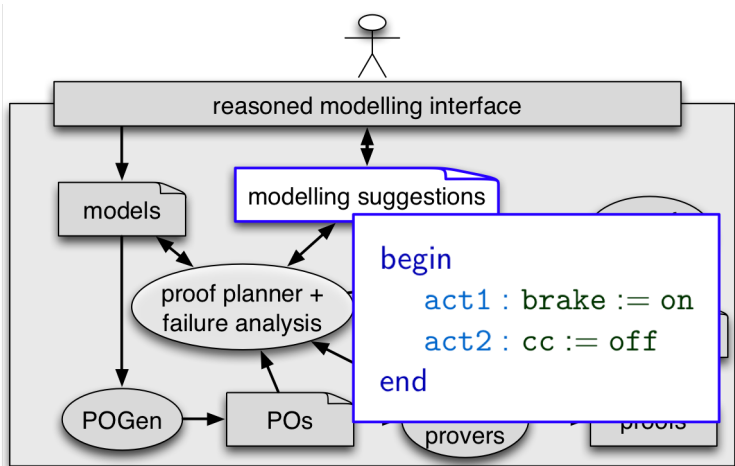 reasoned modelling interface
models
modelling suggestions
begin
act1 : brake := on
act2 : cc := off
end
proof planner +
failure analysis
POGen
POs
provers
proofs